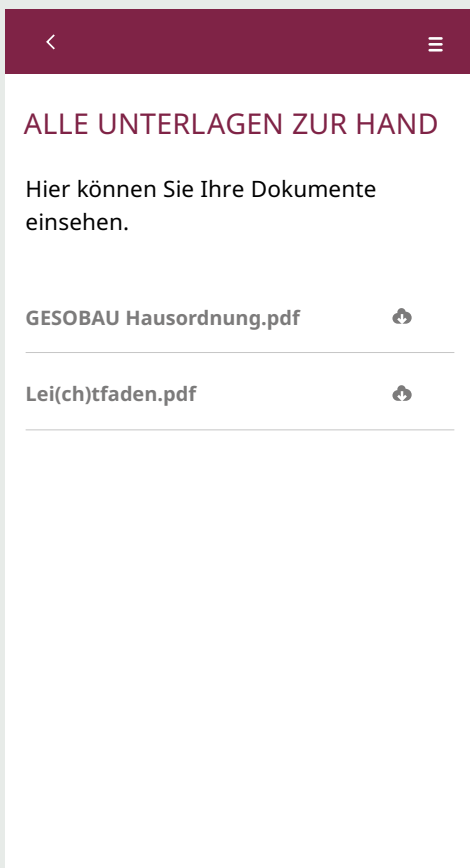 ALLE UNTERLAGEN ZUR HAND
Hier können Sie Ihre Dokumente
einsehen.
GESOBAU Hausordnung.pdf
Lei(ch)tfaden.pdf